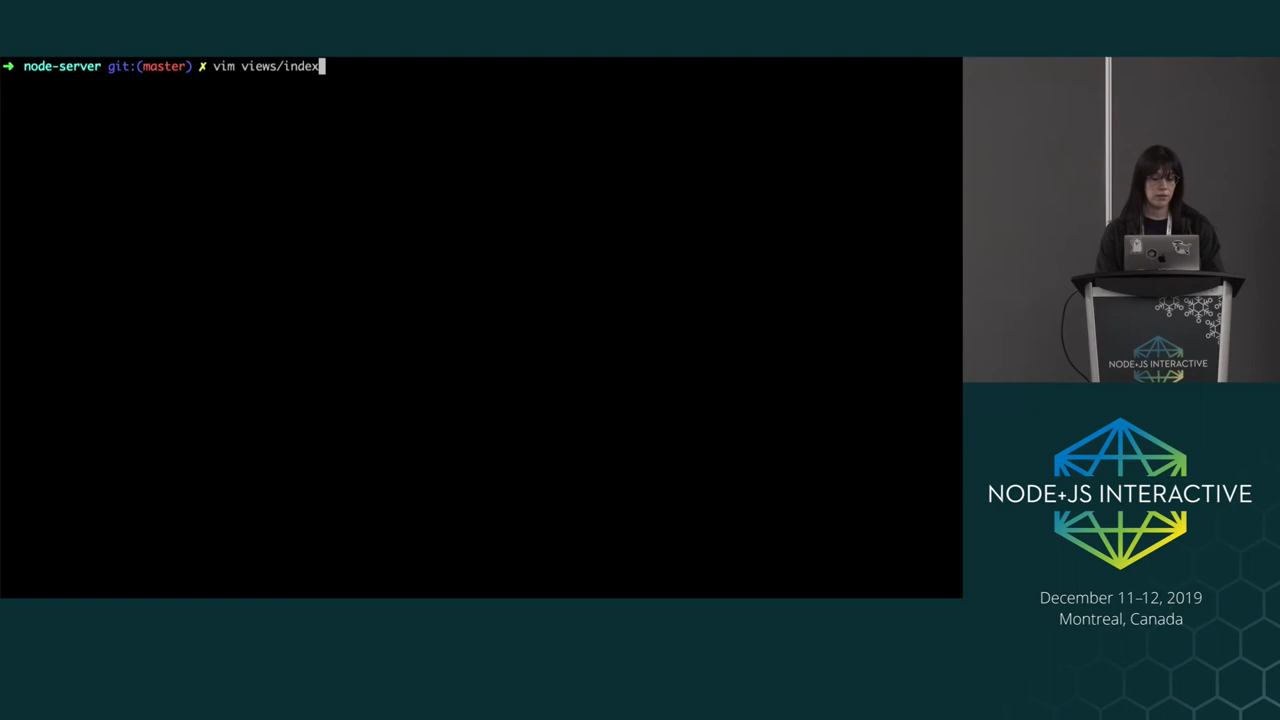 ➜ node-server git:(master) ✗ vim views/index
NODE+JS INTERACTIVE
NODE+JS INTERACTIVE
December 11–12, 2019
Montreal, Canada